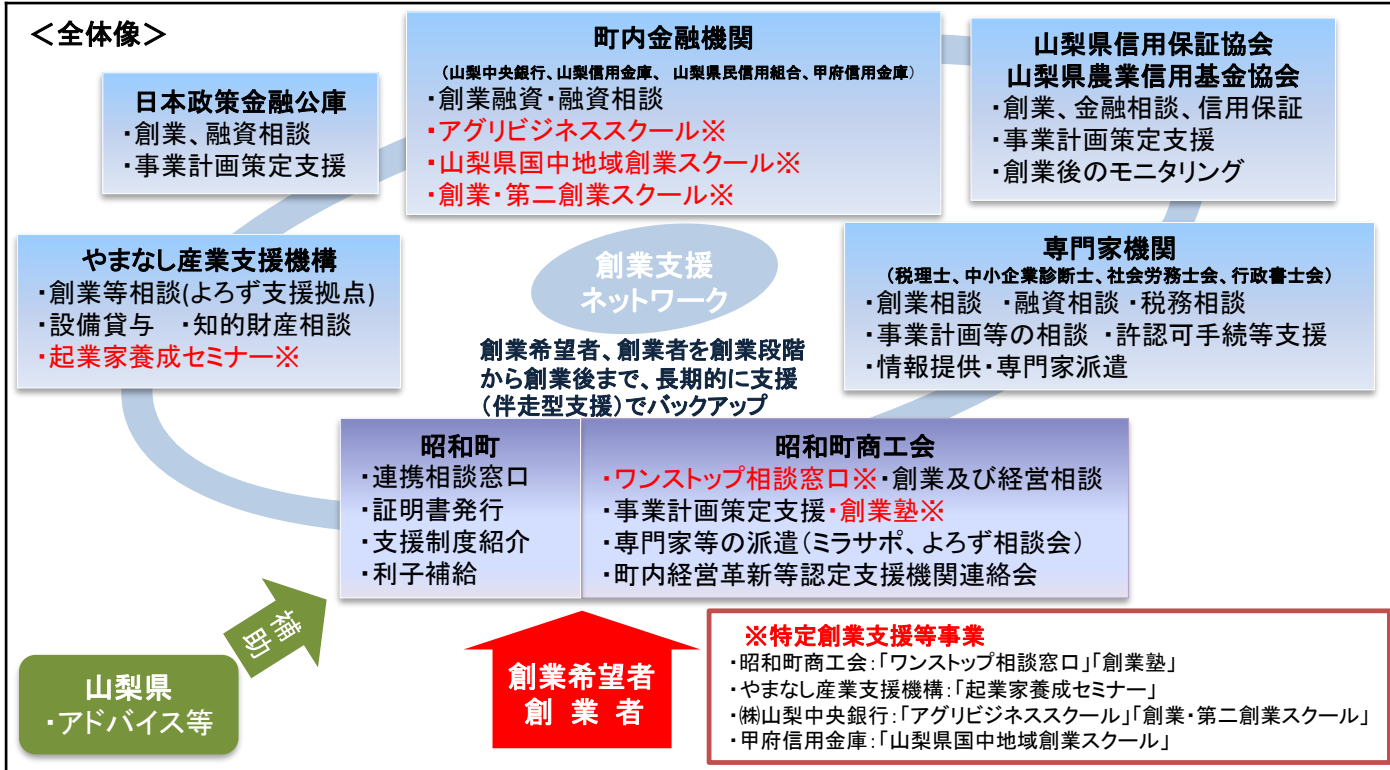 ＜全体像＞
町内金融機関
（山梨中央銀行、山梨信用金庫、 山梨県民信用組合、甲府信用金庫）
・創業融資・融資相談
・アグリビジネススクール※
・山梨県国中地域創業スクール※
・創業・第二創業スクール※
山梨県信用保証協会
山梨県農業信用基金協会
・創業、金融相談、信用保証
・事業計画策定支援
・創業後のモニタリング
日本政策金融公庫
・創業、融資相談
・事業計画策定支援
やまなし産業支援機構
・創業等相談(よろず支援拠点)
・設備貸与 ・知的財産相談
・起業家養成セミナー※
創業支援
ネットワーク
創業希望者、創業者を創業段階
から創業後まで、長期的に支援
（伴走型支援）でバックアップ
専門家機関
（税理士、中小企業診断士、社会労務士会、行政書士会）
・創業相談 ・融資相談 ・税務相談
・事業計画等の相談 ・許認可手続等支援
・情報提供・専門家派遣
昭和町
・連携相談窓口
・証明書発行
・支援制度紹介
・利子補給
昭和町商工会
・ワンストップ相談窓口※・創業及び経営相談
・事業計画策定支援・創業塾※
・専門家等の派遣（ミラサポ、よろず相談会）
・町内経営革新等認定支援機関連絡会
補助
山梨県
・アドバイス等
創業希望者
創 業 者
※特定創業支援等事業
・昭和町商工会：「ワンストップ相談窓口」「創業塾」
・やまなし産業支援機構：「起業家養成セミナー」
・㈱山梨中央銀行：「アグリビジネススクール」「創業・第二創業スクール」
・甲府信用金庫：「山梨県国中地域創業スクール」